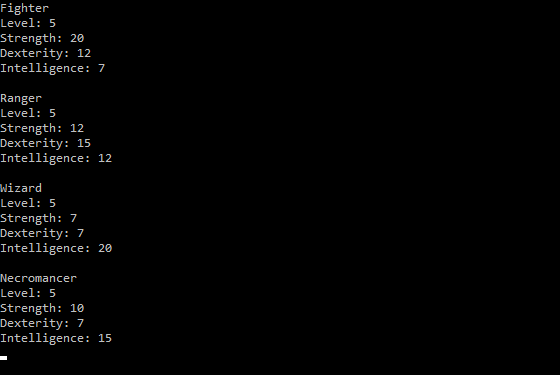 Fighter
Level: 5
Strength: 20
Dexterity: 12
Intelligence: 7
Ranger
Level: 5
Strength: 12
Dexterity: 15
Intelligence: 12
Wizard
Level: 5
Strength: 7
Dexterity: 7
Intelligence: 20
Necromancer
Level: 5
Strength: 10
Dexterity: 7
Intelligence: 15